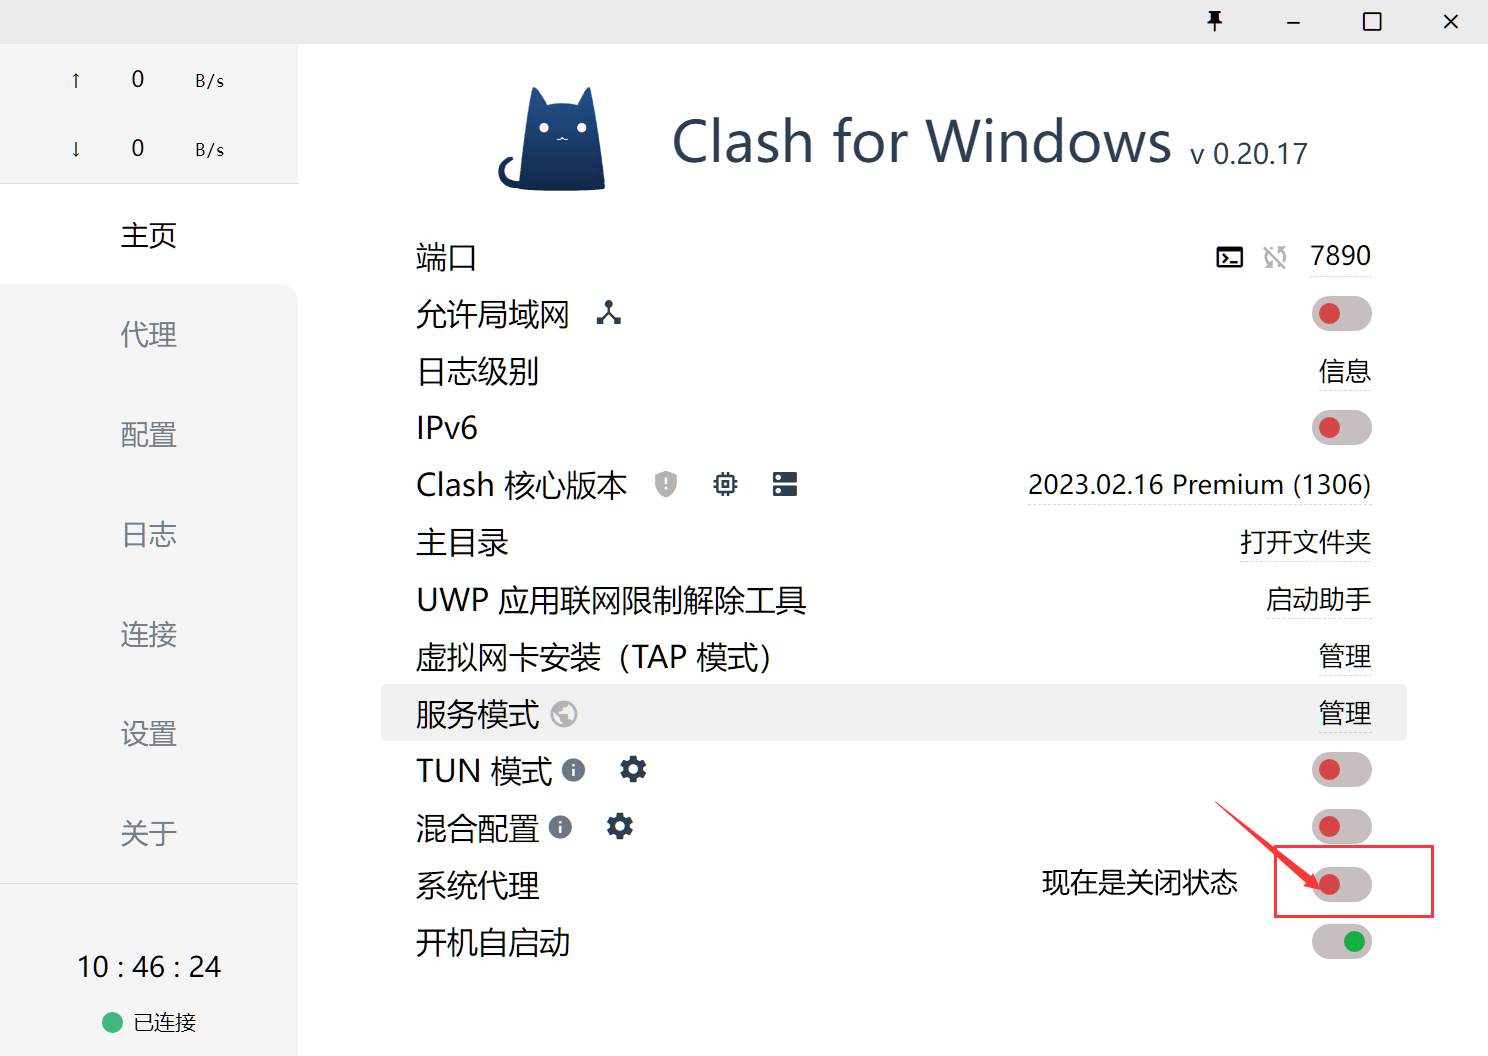 ↑ 0 B/s
↓ 0 B/s
主页
代理
配置
日志
连接
设置
关于
10 : 46 : 24
已连接
Clash for Windows v 0.20.17
端口 7890
允许局域网
日志级别 信息
IPv6
Clash 核心版本 2023.02.16 Premium (1306)
主目录 打开文件夹
UWP 应用联网限制解除工具 启动助手
虚拟网卡安装（TAP 模式） 管理
服务模式 管理
TUN 模式
混合配置
系统代理 现在是关闭状态
开机自启动